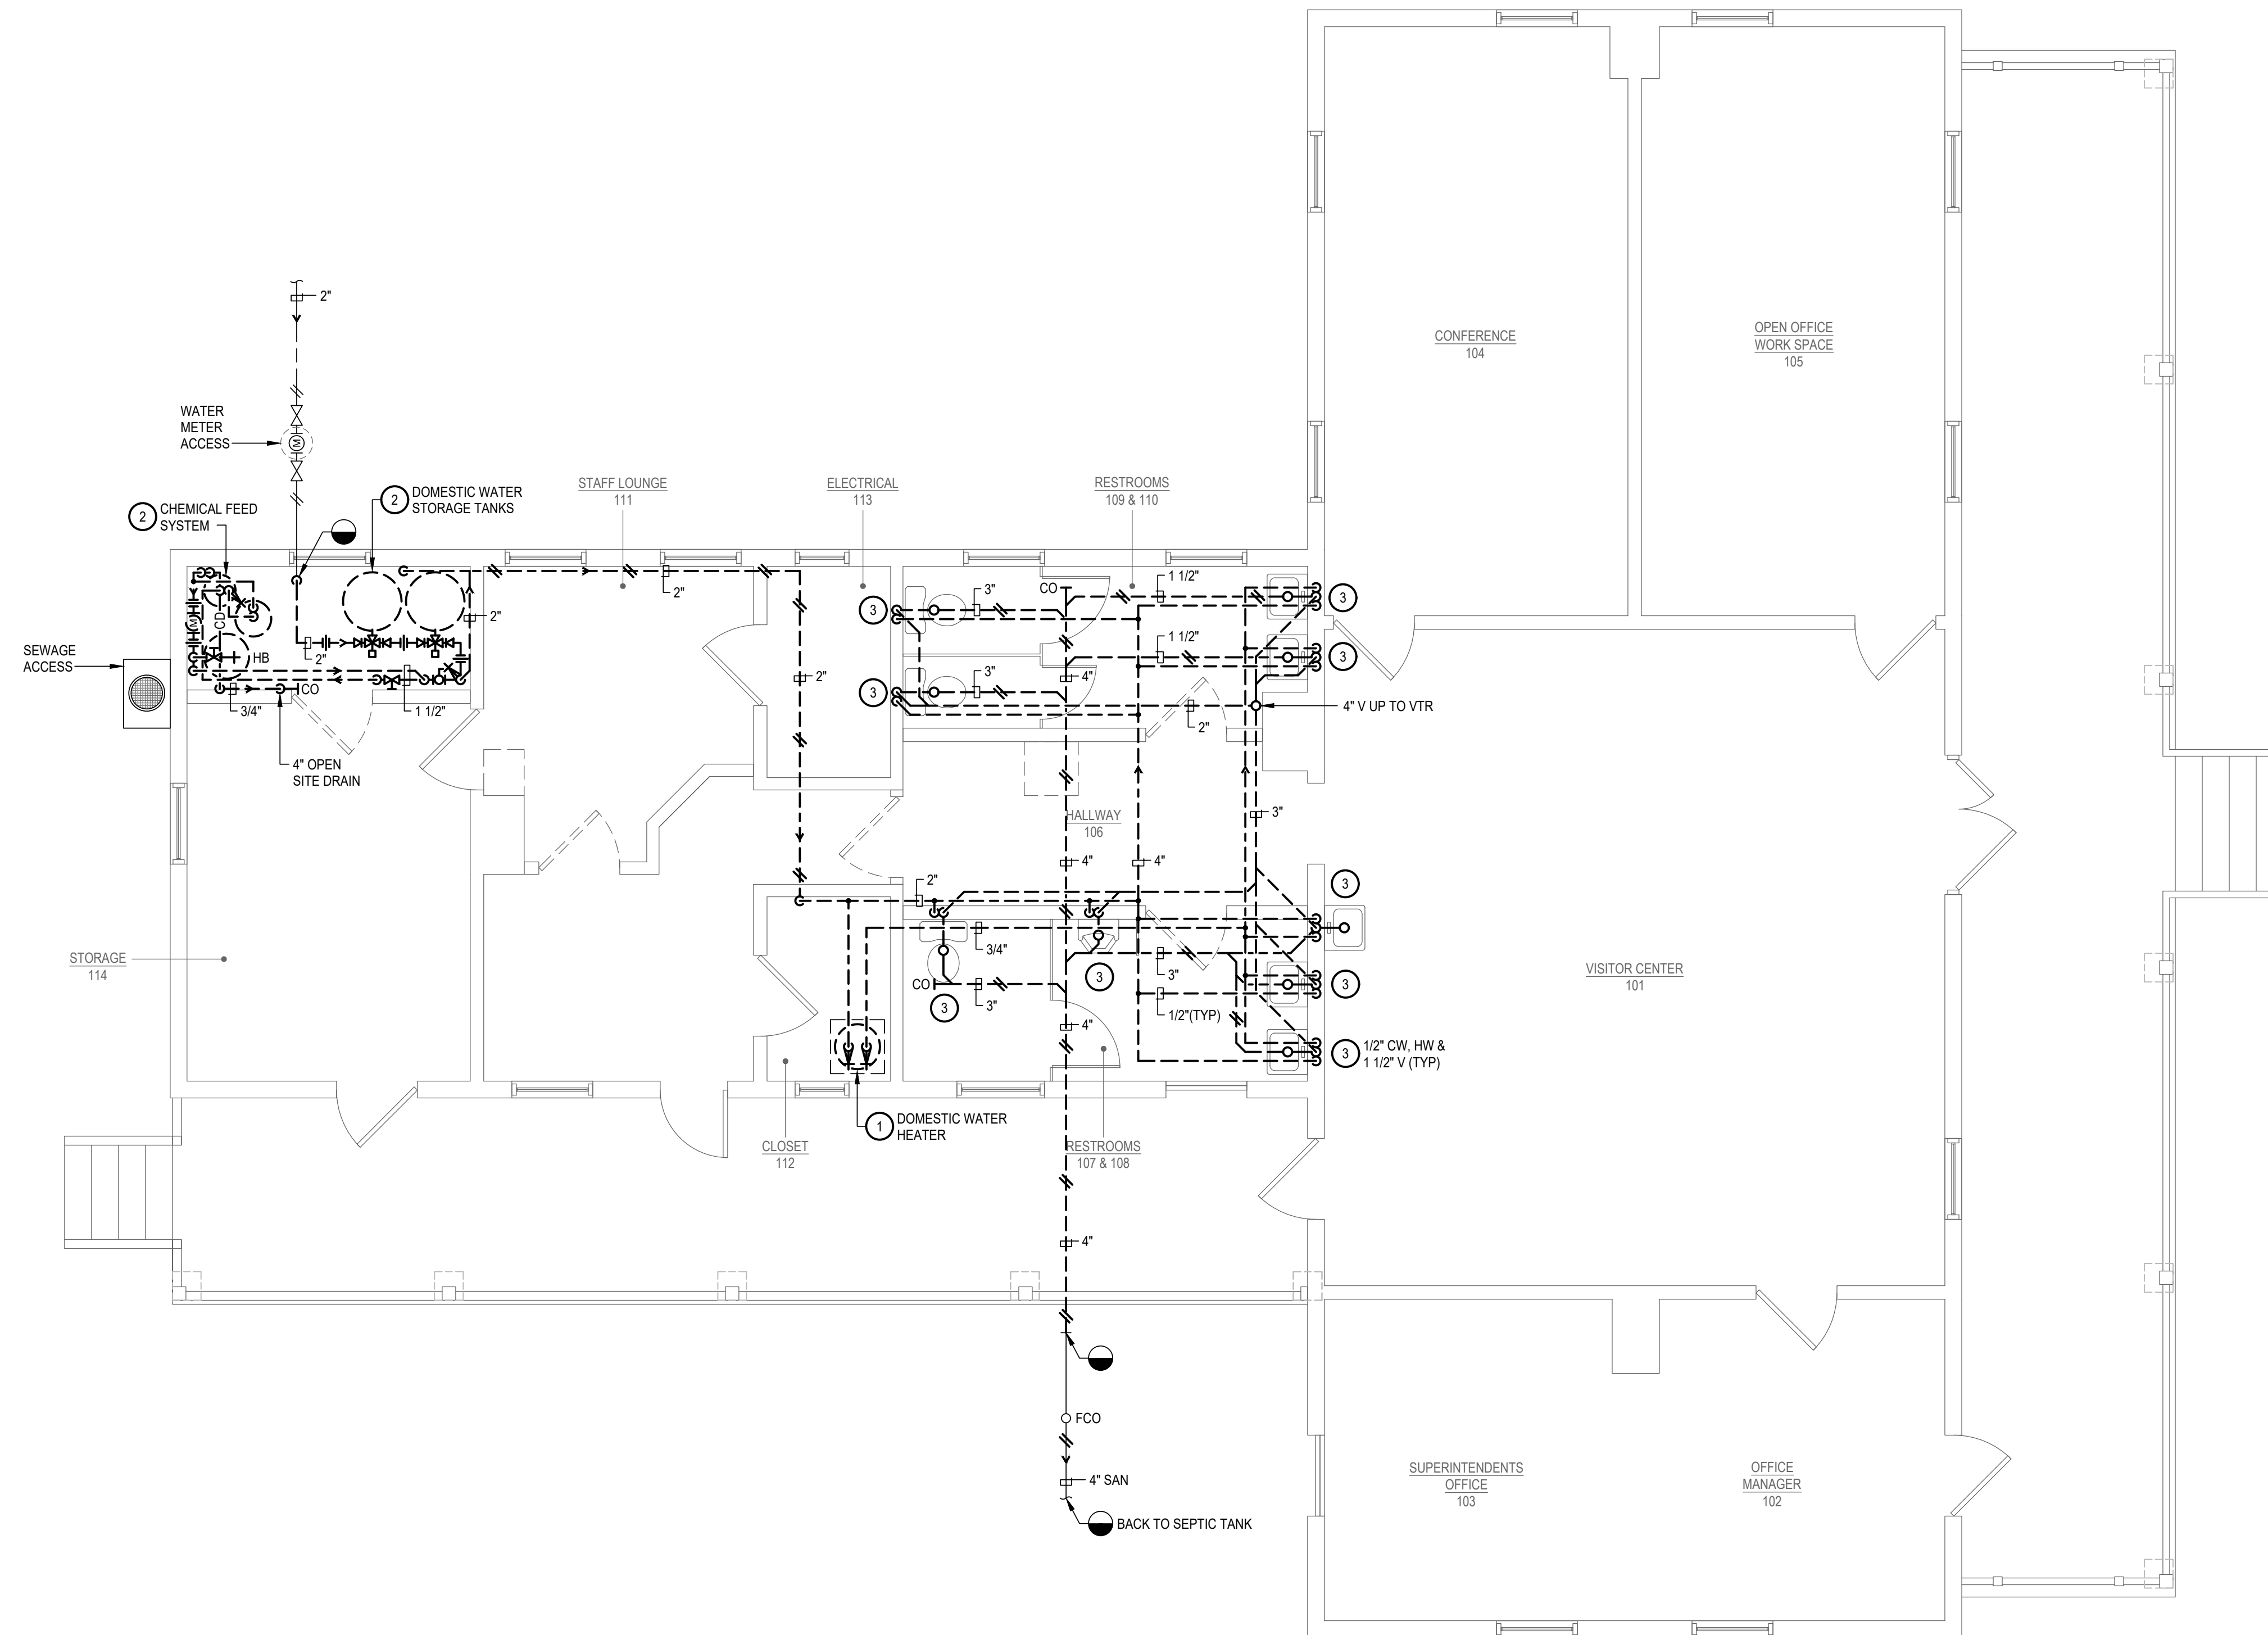 2"
WATER
METER
ACCESS
M
2 CHEMICAL FEED
SYSTEM
2 DOMESTIC WATER
STORAGE TANKS
STAFF LOUNGE
111
ELECTRICAL
113
RESTROOMS
109 & 110
CONFERENCE
104
OPEN OFFICE
WORK SPACE
105
SEWAGE
ACCESS
M
CD
HB
2"
2"
3/4"
CO
1 1/2"
4" OPEN
SITE DRAIN
2"
2"
3
3"
CO
1 1/2"
3
3
3"
4"
1 1/2"
3
2"
4" V UP TO VTR
3"
HALLWAY
106
4"
4"
2"
3
3/4"
3"
3
CO
3"
3
1/2"(TYP)
3
4"
3 1/2" CW, HW &
1 1/2" V (TYP)
STORAGE
114
VISITOR CENTER
101
1 DOMESTIC WATER
HEATER
CLOSET
112
RESTROOMS
107 & 108
4"
FCO
4" SAN
BACK TO SEPTIC TANK
SUPERINTENDENTS
OFFICE
103
OFFICE
MANAGER
102